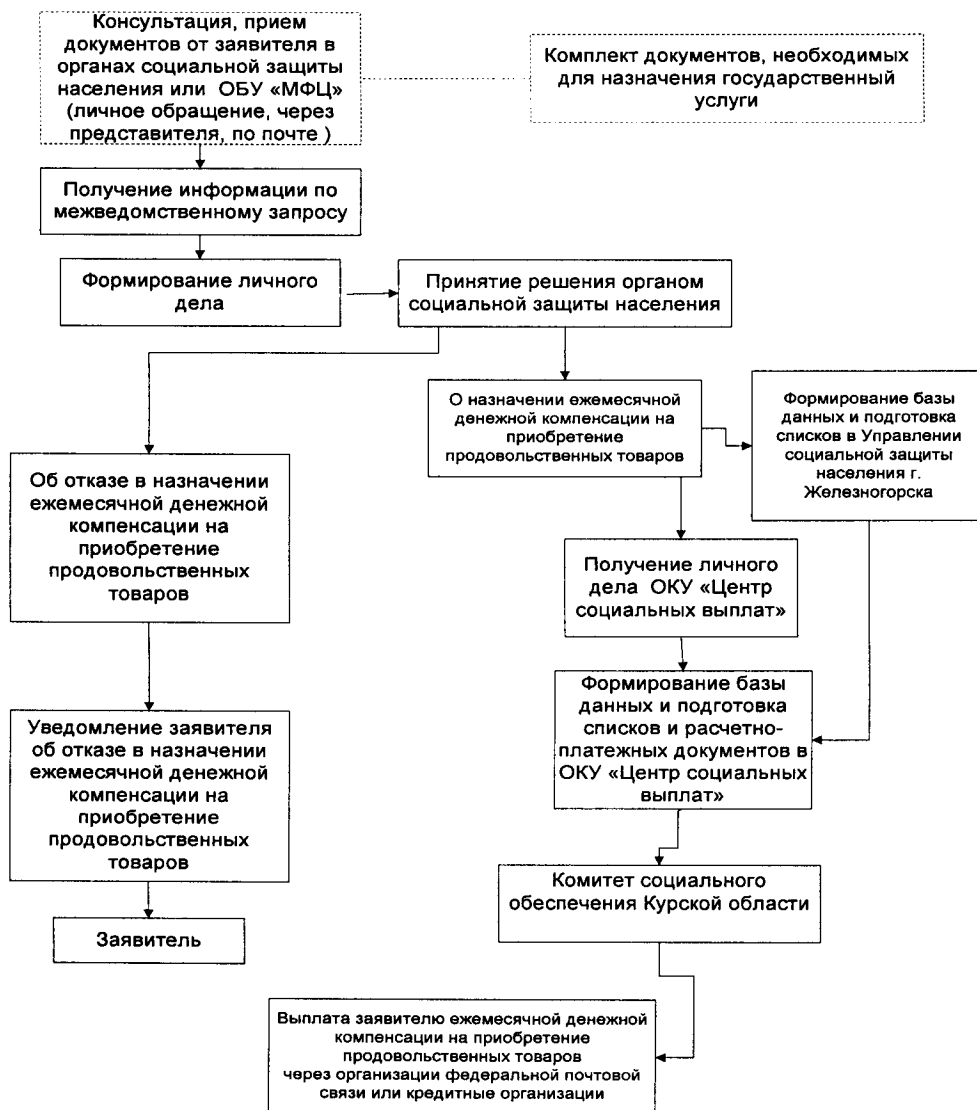 Консультация, прием
документов от заявителя в
органах социальной защиты
населения или ОБУ «МФЦ»
(личное обращение, через
представителя, по почте )
Комплект документов, необходимых
для назначения государственный
услуги
Получение информации по
межведомственному запросу
Формирование личного
дела
Принятие решения органом
социальной защиты населения
О назначении ежемесячной
денежной компенсации на
приобретение
продовольственных товаров
Формирование базы
данных и подготовка
списков в Управлении
социальной защиты
населения г.
Железногорска
Об отказе в назначении
ежемесячной денежной
компенсации на
приобретение
продовольственных
товаров
Получение личного
дела ОКУ «Центр
социальных выплат»
Формирование базы
данных и подготовка
списков и расчетно-
платежных документов в
ОКУ «Центр социальных
выплат»
Уведомление заявителя
об отказе в назначении
ежемесячной денежной
компенсации на
приобретение
продовольственных
товаров
Комитет социального
обеспечения Курской области
Заявитель
Выплата заявителю ежемесячной денежной
компенсации на приобретение
продовольственных товаров
через организации федеральной почтовой
связи или кредитные организации